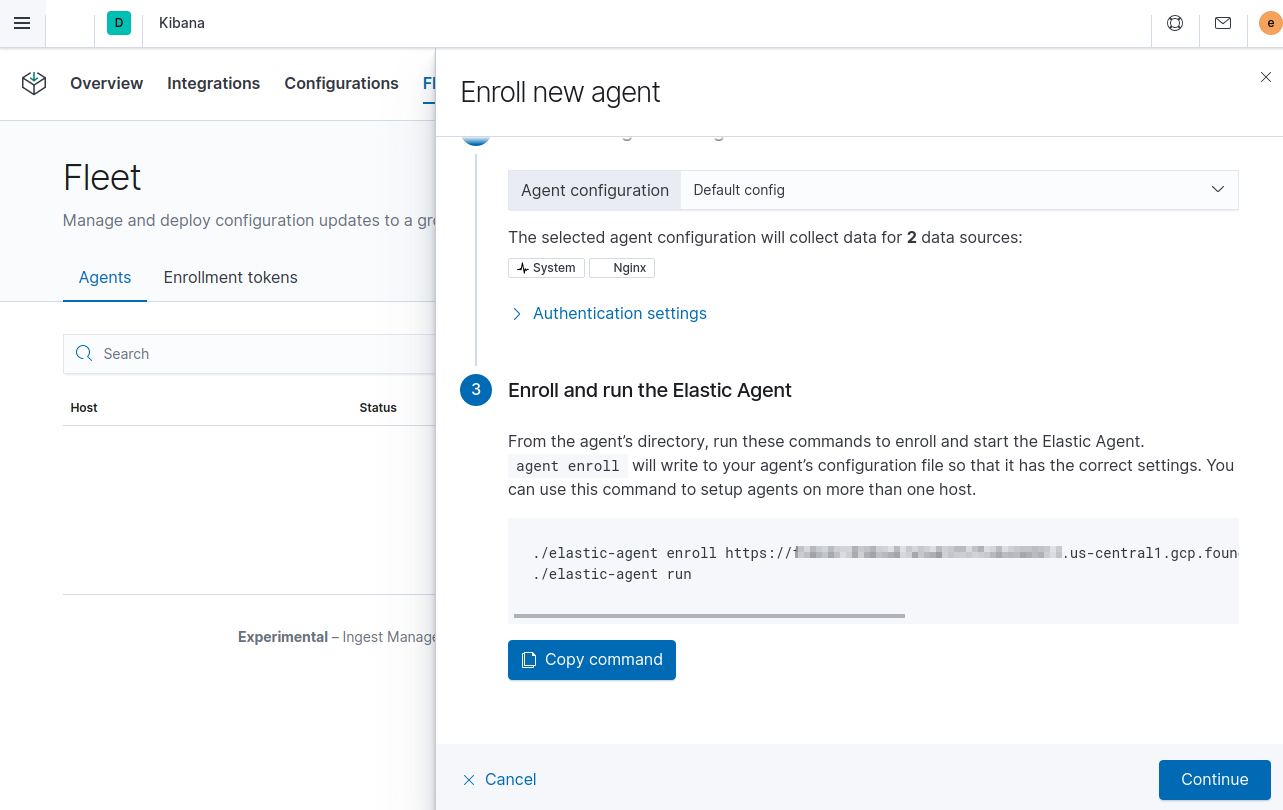 D
Kibana
e
Overview
Integrations
Configurations
Enroll new agent
Fleet
Manage and deploy configuration updates to a
Agents
Enrollment tokens
Search
Host
Status
Experimental – Ingest
Agent configuration
Default config
The selected agent configuration will collect data for 2 data sources:
System
Nginx
Authentication settings
3
Enroll and run the Elastic Agent
From the agent’s directory, run these commands to enroll and start the Elastic Agent.
agent enroll will write to your agent’s configuration file so that it has the correct settings. You
can use this command to setup agents on more than one host.
./elastic-agent enroll https://
.us-central1.gcp.foun
./elastic-agent run
Copy command
Cancel
Continue